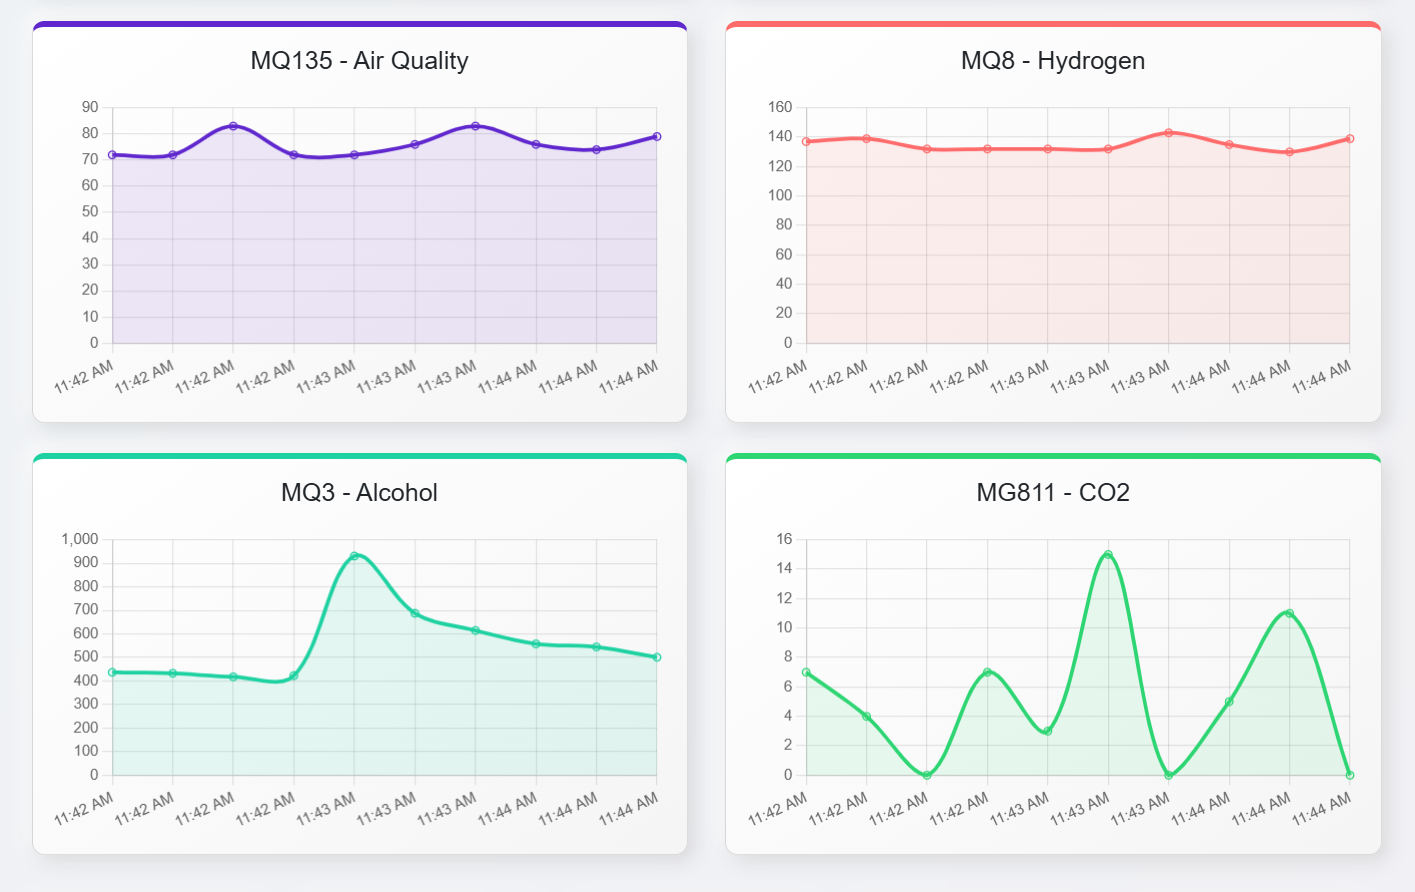 MQ135 - Air Quality
90
80
70
60
50
40
30
20
10
0
11:42 AM
11:42 AM
11:42 AM
11:42 AM
11:43 AM
11:43 AM
11:43 AM
11:44 AM
11:44 AM
11:44 AM
MQ8 - Hydrogen
160
140
120
100
80
60
40
20
0
11:42 AM
11:42 AM
11:42 AM
11:42 AM
11:43 AM
11:43 AM
11:43 AM
11:44 AM
11:44 AM
11:44 AM
MQ3 - Alcohol
1,000
900
800
700
600
500
400
300
200
100
0
11:42 AM
11:42 AM
11:42 AM
11:42 AM
11:43 AM
11:43 AM
11:43 AM
11:44 AM
11:44 AM
11:44 AM
MG811 - CO2
16
14
12
10
8
6
4
2
0
11:42 AM
11:42 AM
11:42 AM
11:42 AM
11:43 AM
11:43 AM
11:43 AM
11:44 AM
11:44 AM
11:44 AM